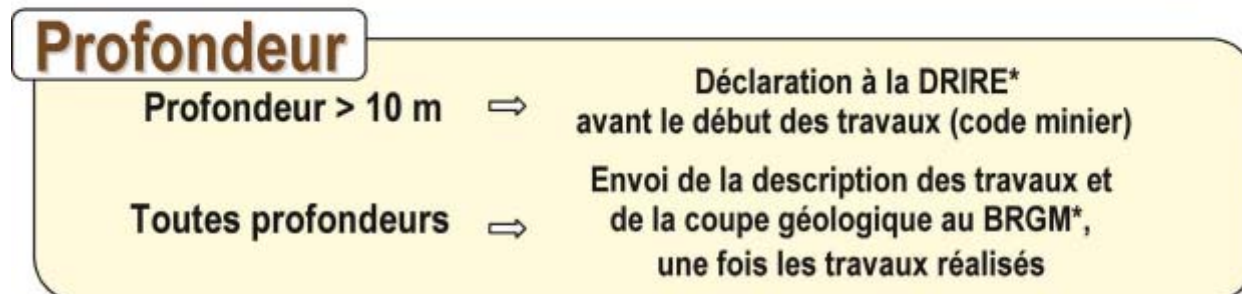 Profondeur
Profondeur > 10 m ⇨ Déclaration à la DRIRE*
avant le début des travaux (code minier)
Toutes profondeurs ⇨ Envoi de la description des travaux et
de la coupe géologique au BRGM*,
une fois les travaux réalisés